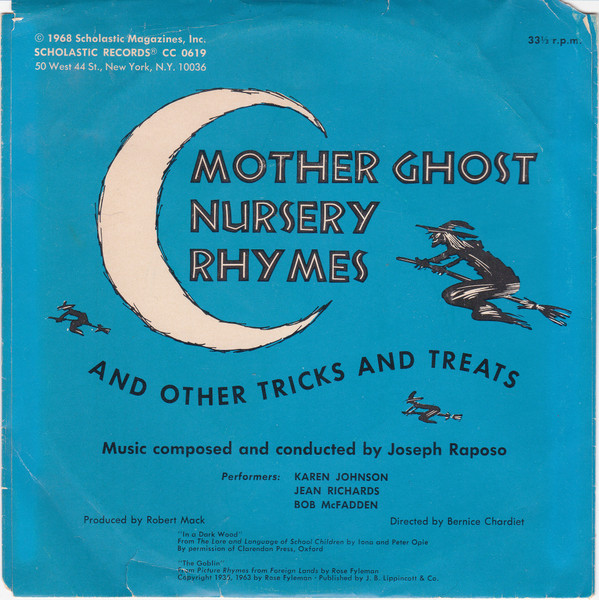 © 1968 Scholastic Magazines, Inc.
SCHOLASTIC RECORDS® CC 0619
50 West 44 St., New York, N.Y. 10036
33⅓ r.p.m.
MOTHER GHOST
NURSERY
RHYMES
AND OTHER TRICKS AND TREATS
Music composed and conducted by Joseph Raposo
Performers: KAREN JOHNSON
JEAN RICHARDS
BOB McFADDEN
Produced by Robert Mack
Directed by Bernice Chardiet
"In a Dark Wood"
From The Lore and Language of School Children by Iona and Peter Opie
By permission of Clarendon Press, Oxford
"The Goblin"
From Picture Rhymes from Foreign Lands by Rose Fyleman
Copyright 1935, 1963 by Rose Fyleman - Published by J. B. Lippincott & Co.